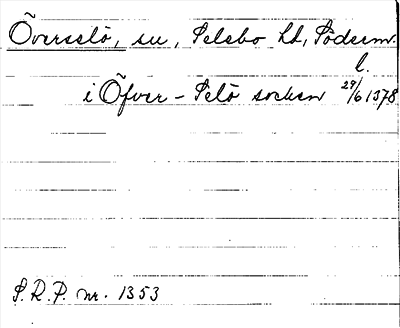 Överselö, sn, Selebo hd, Söderm.
l.
i Öfver-Selö socken 29/6 1378
S.R.P. nr. 1353